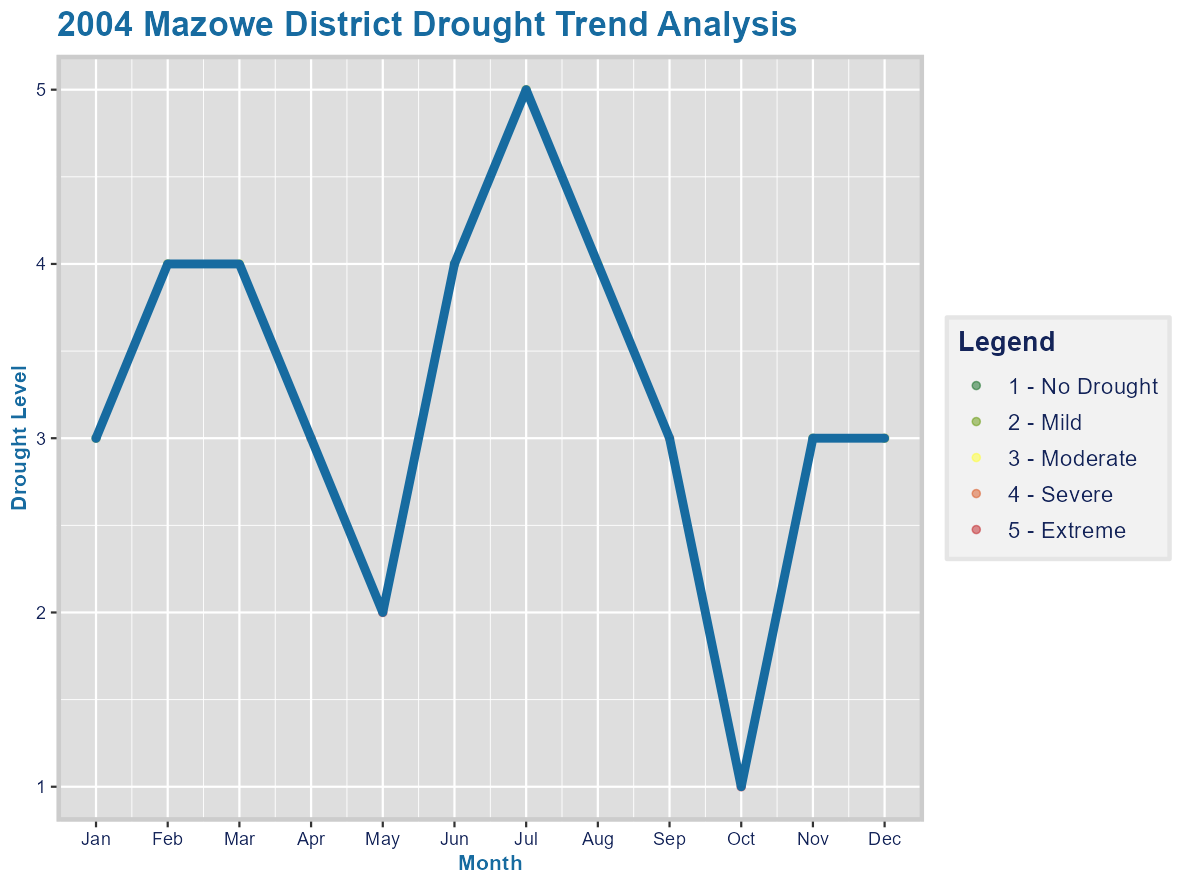 2004 Mazowe District Drought Trend Analysis
Drought Level
5
4
3
2
1
Jan Feb Mar Apr May Jun Jul Aug Sep Oct Nov Dec
Month
Legend
1 - No Drought
2 - Mild
3 - Moderate
4 - Severe
5 - Extreme